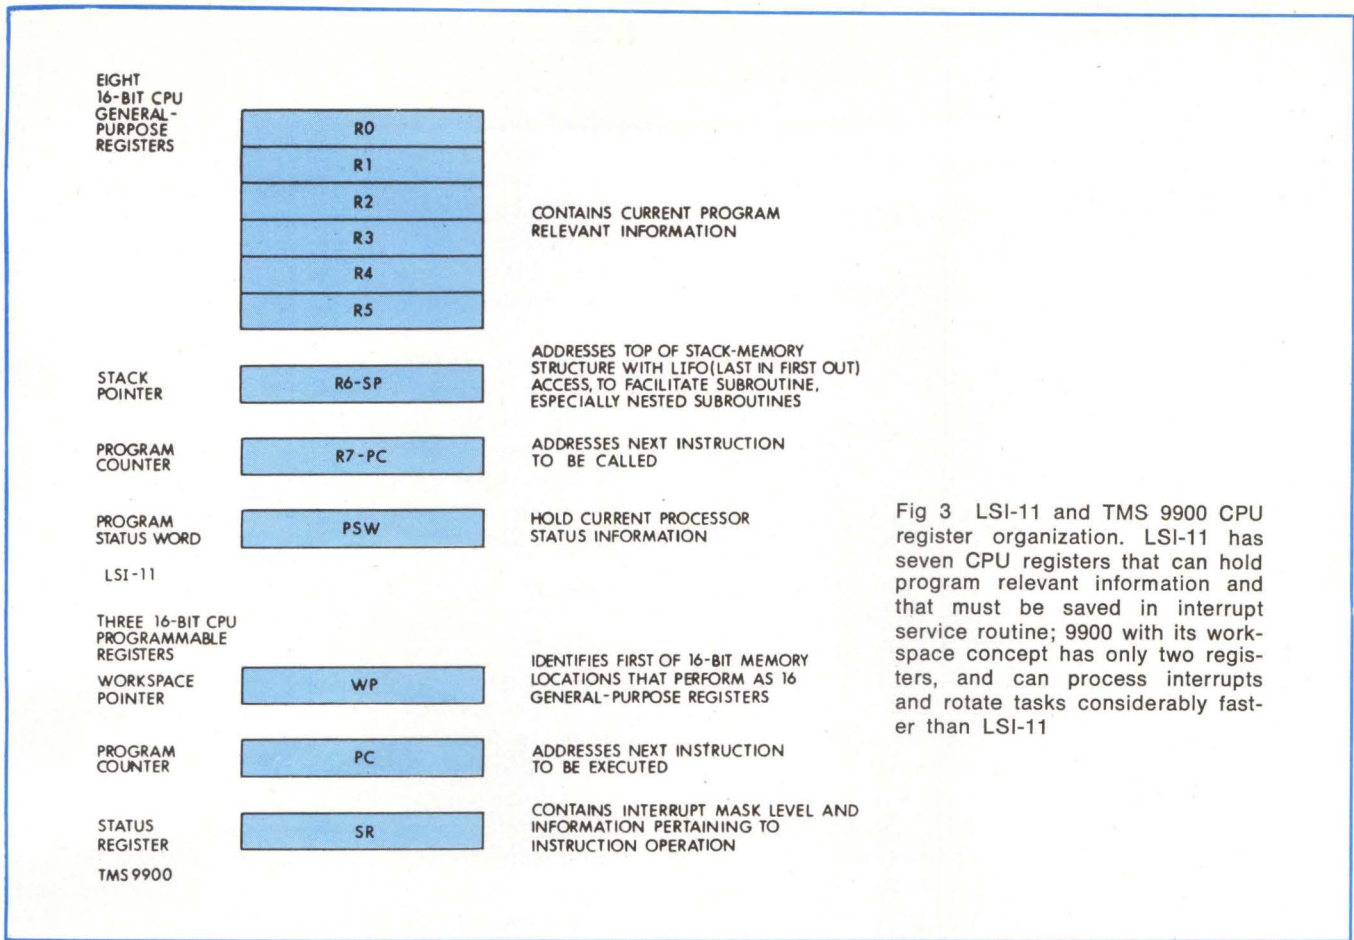 EIGHT
16-BIT CPU
GENERAL-
PURPOSE
REGISTERS
R0
R1
R2
R3
R4
R5
CONTAINS CURRENT PROGRAM
RELEVANT INFORMATION
STACK
POINTER
R6-SP
ADDRESSES TOP OF STACK-MEMORY
STRUCTURE WITH LIFO(LAST IN FIRST OUT)
ACCESS, TO FACILITATE SUBROUTINE,
ESPECIALLY NESTED SUBROUTINES
PROGRAM
COUNTER
R7-PC
ADDRESSES NEXT INSTRUCTION
TO BE CALLED
PROGRAM
STATUS WORD
PSW
HOLD CURRENT PROCESSOR
STATUS INFORMATION
LSI-11
THREE 16-BIT CPU
PROGRAMMABLE
REGISTERS
WORKSPACE
POINTER
WP
IDENTIFIES FIRST OF 16-BIT MEMORY
LOCATIONS THAT PERFORM AS 16
GENERAL-PURPOSE REGISTERS
PROGRAM
COUNTER
PC
ADDRESSES NEXT INSTRUCTION
TO BE EXECUTED
STATUS
REGISTER
SR
CONTAINS INTERRUPT MASK LEVEL AND
INFORMATION PERTAINING TO
INSTRUCTION OPERATION
TMS 9900
Fig 3 LSI-11 and TMS 9900 CPU
register organization. LSI-11 has
seven CPU registers that can hold
program relevant information and
that must be saved in interrupt
service routine; 9900 with its work-
space concept has only two regis-
ters, and can process interrupts
and rotate tasks considerably fast-
er than LSI-11